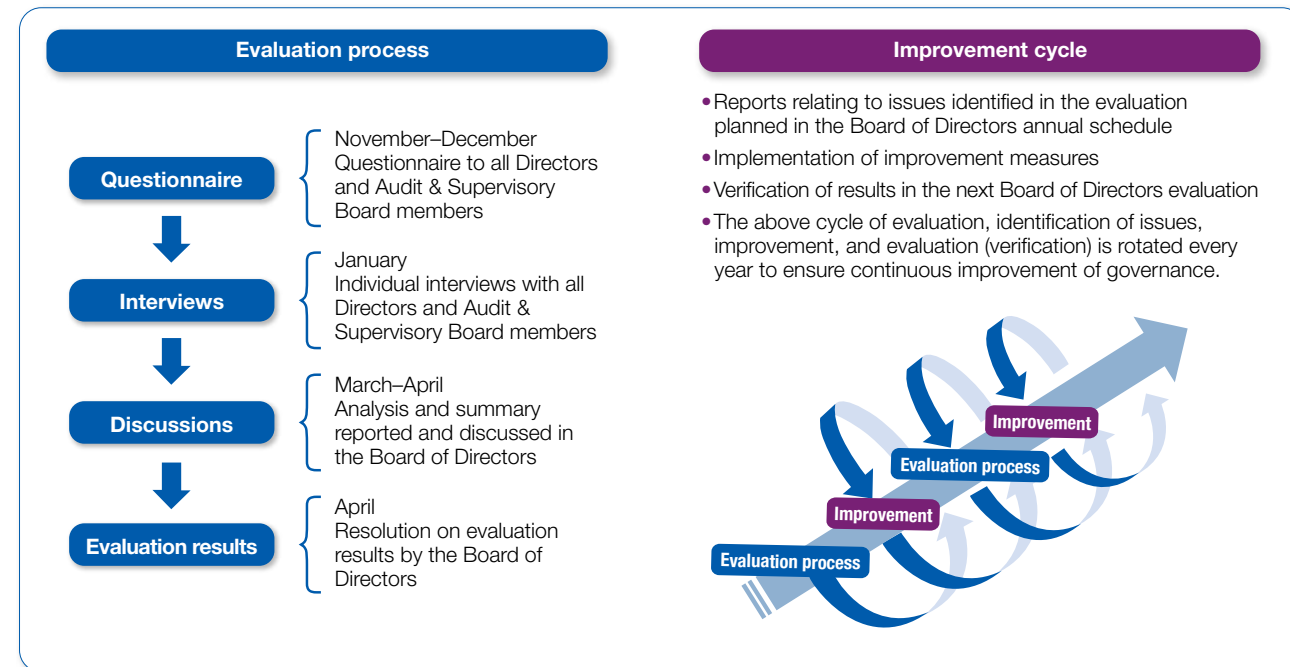 Evaluation process
Questionnaire
November–December
Questionnaire to all Directors
and Audit & Supervisory
Board members
Interviews
January
Individual interviews with all
Directors and Audit &
Supervisory Board members
Discussions
March–April
Analysis and summary
reported and discussed in
the Board of Directors
Evaluation results
April
Resolution on evaluation
results by the Board of
Directors
Improvement cycle
•Reports relating to issues identified in the evaluation
planned in the Board of Directors annual schedule
•Implementation of improvement measures
•Verification of results in the next Board of Directors evaluation
•The above cycle of evaluation, identification of issues,
improvement, and evaluation (verification) is rotated every
year to ensure continuous improvement of governance.
Improvement
Evaluation process
Improvement
Evaluation process